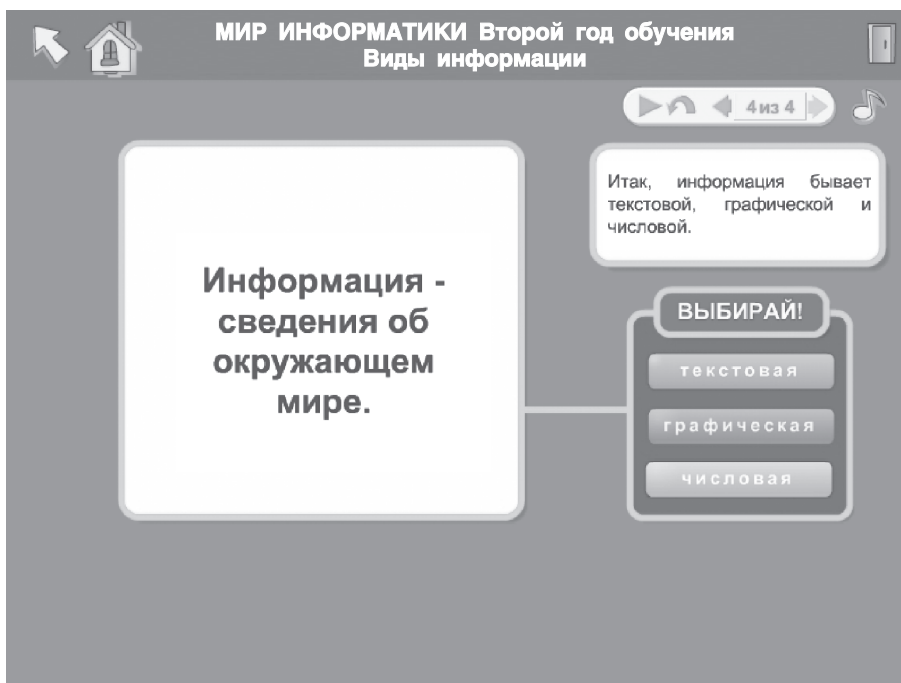 МИР ИНФОРМАТИКИ Второй год обучения
Виды информации
4 из 4
Итак, информация бывает
текстовой, графической и
числовой.
Информация -
сведения об
окружающем
мире.
ВЫБИРАЙ!
текстовая
графическая
числовая